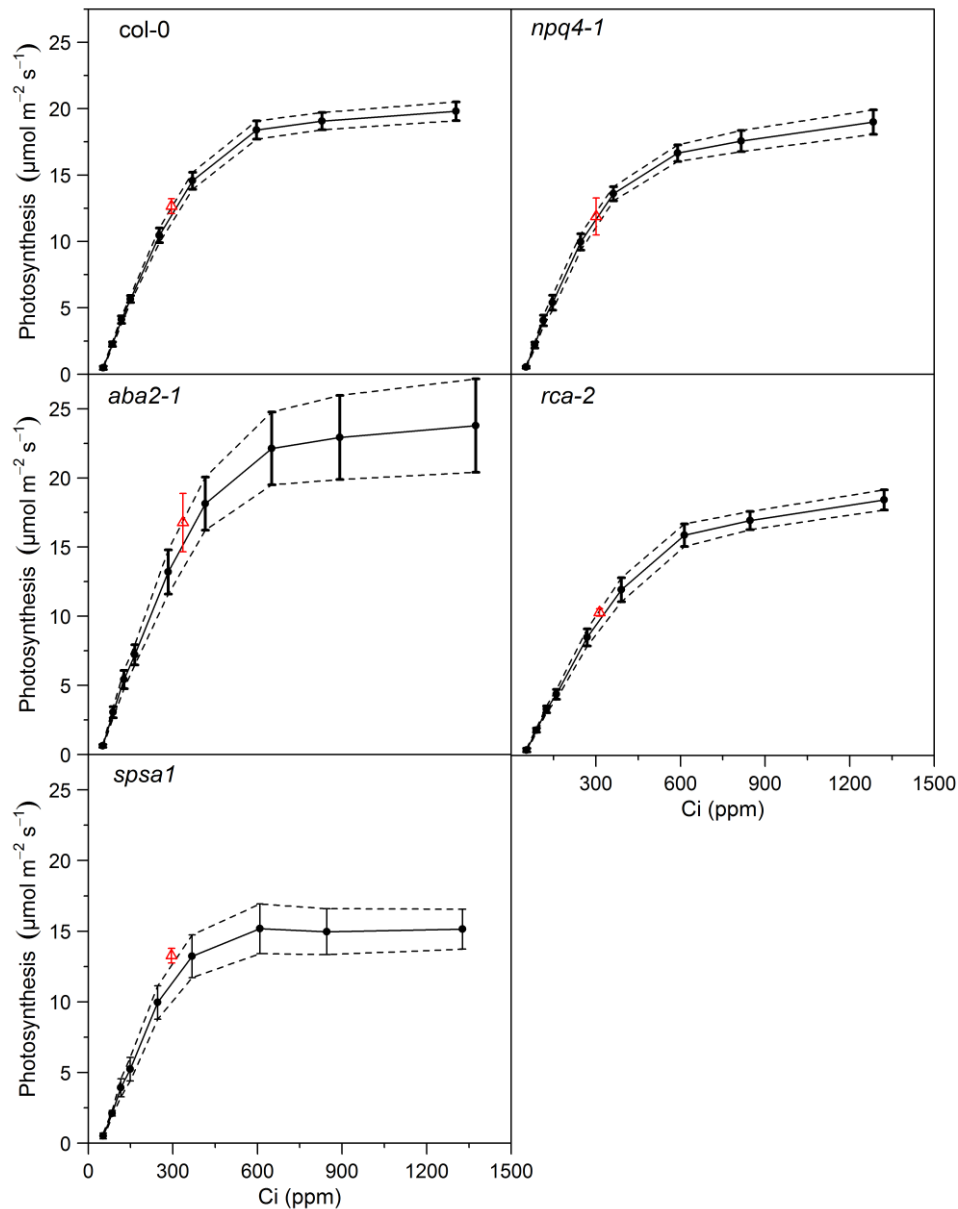 col-0
npq4-1
25
20
15
10
5
0
Photosynthesis (µmol m⁻² s⁻¹)
aba2-1
rca-2
25
20
15
10
5
0
Photosynthesis (µmol m⁻² s⁻¹)
300 600 900 1200 1500
Ci (ppm)
spsa1
25
20
15
10
5
0
Photosynthesis (µmol m⁻² s⁻¹)
0 300 600 900 1200 1500
Ci (ppm)